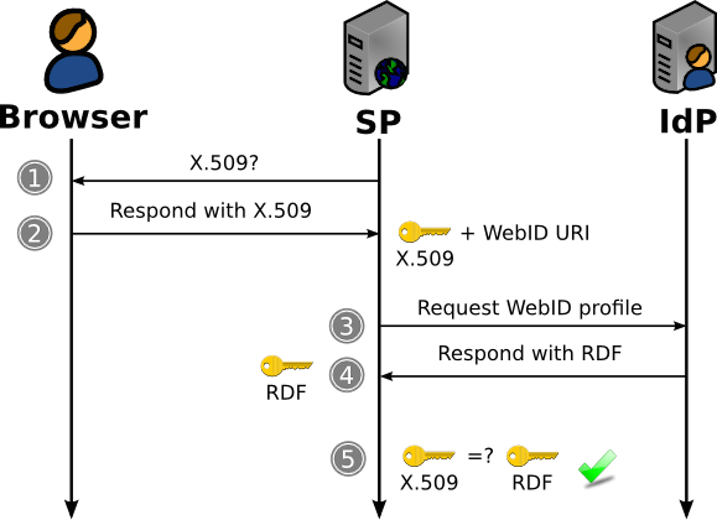 Browser
SP
IdP
X.509?
1
Respond with X.509
2
+ WebID URI
X.509
Request WebID profile
3
Respond with RDF
4
RDF
5
=?
X.509
RDF